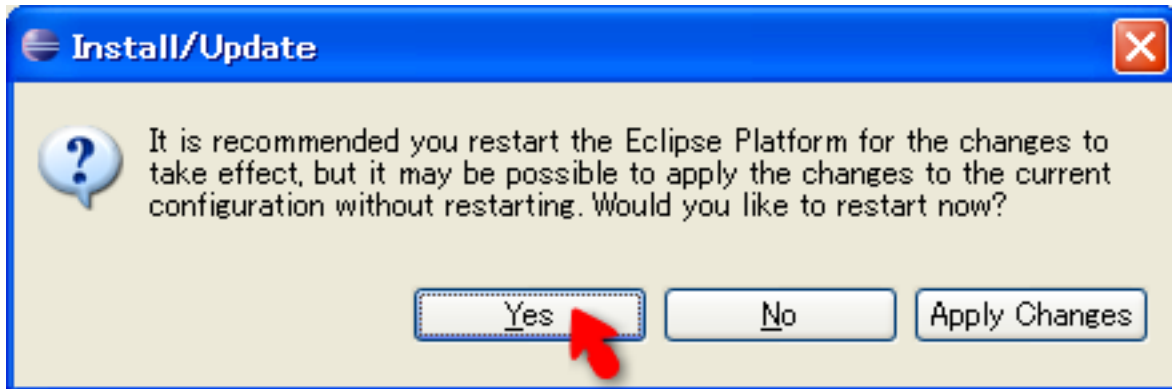 Install/Update
It is recommended you restart the Eclipse Platform for the changes to
take effect, but it may be possible to apply the changes to the current
configuration without restarting. Would you like to restart now?
Yes No Apply Changes